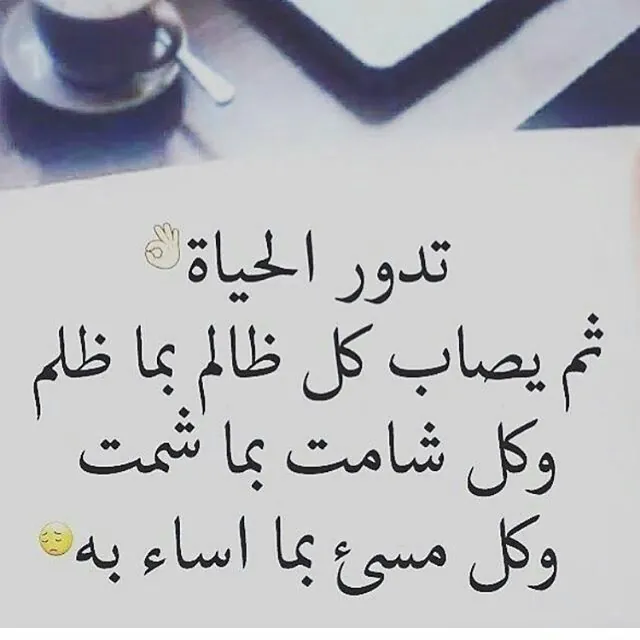 تدور الحياة👌🏻
ثم يصاب كل ظالم بما ظلم
وكل شامت بما شمت
وكل مسئ بما اساء به😔